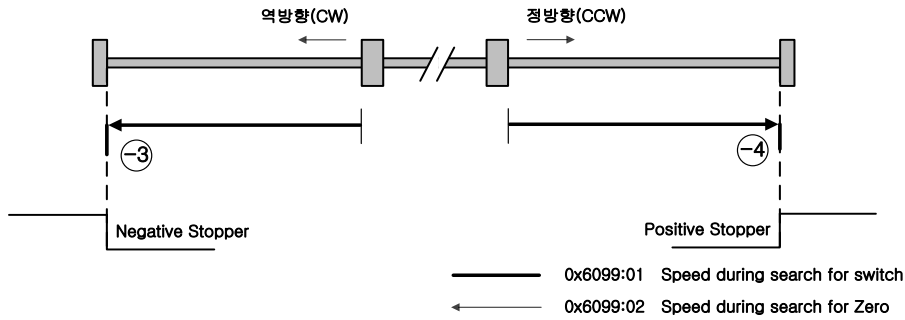 역방향(CW)
정방향(CCW)
-3
-4
Negative Stopper
Positive Stopper
0x6099:01 Speed during search for switch
0x6099:02 Speed during search for Zero